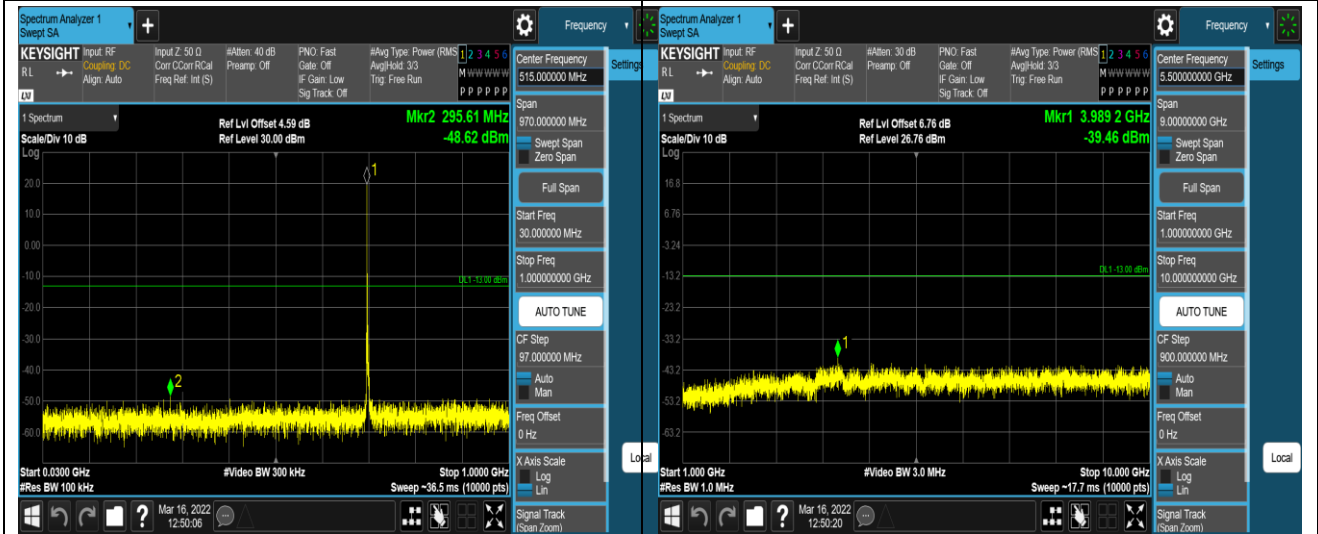 Spectrum Analyzer 1
Swept SA
Frequency
KEYSIGHT
Input: RF
Input Z: 50 Ω
#Atten: 40 dB
PNO: Fast
#Avg Type: Power (RMS
1 2 3 4 5 6
RL
Coupling: DC
Corr CCorr RCal
Preamp: Off
Gate: Off
Avg|Hold: 3/3
M W W W W W
Align: Auto
Freq Ref: Int (S)
IF Gain: Low
Trig: Free Run
Sig Track: Off
P P P P P P
LXI
Center Frequency
515.000000 MHz
Settings
Span
970.000000 MHz
Swept Span
Zero Span
Full Span
Start Freq
30.000000 MHz
Stop Freq
1.000000000 GHz
AUTO TUNE
CF Step
97.000000 MHz
Auto
Man
Freq Offset
0 Hz
X Axis Scale
Log
Lin
Signal Track
(Span Zoom)
Local
1 Spectrum
Scale/Div 10 dB
Ref Lvl Offset 4.59 dB
Ref Level 30.00 dBm
Mkr2 295.61 MHz
-48.62 dBm
Log
20.0
10.0
0.00
-10.0
-20.0
-30.0
-40.0
-50.0
-60.0
1
2
DL1 -13.00 dBm
Start 0.0300 GHz
#Video BW 300 kHz
Stop 1.0000 GHz
#Res BW 100 kHz
Sweep ~36.5 ms (10000 pts)
?
Mar 16, 2022
12:50:06
Spectrum Analyzer 1
Swept SA
Frequency
KEYSIGHT
Input: RF
Input Z: 50 Ω
#Atten: 30 dB
PNO: Fast
#Avg Type: Power (RMS
1 2 3 4 5 6
RL
Coupling: DC
Corr CCorr RCal
Preamp: Off
Gate: Off
Avg|Hold: 3/3
M W W W W W
Align: Auto
Freq Ref: Int (S)
IF Gain: Low
Trig: Free Run
Sig Track: Off
P P P P P P
LXI
Center Frequency
5.500000000 GHz
Settings
Span
9.00000000 GHz
Swept Span
Zero Span
Full Span
Start Freq
1.000000000 GHz
Stop Freq
10.000000000 GHz
AUTO TUNE
CF Step
900.000000 MHz
Auto
Man
Freq Offset
0 Hz
X Axis Scale
Log
Lin
Signal Track
(Span Zoom)
Local
1 Spectrum
Scale/Div 10 dB
Ref Lvl Offset 6.76 dB
Ref Level 26.76 dBm
Mkr1 3.989 2 GHz
-39.46 dBm
Log
16.8
6.76
-3.24
-13.2
-23.2
-33.2
-43.2
-53.2
-63.2
1
DL1 -13.00 dBm
Start 1.000 GHz
#Video BW 3.0 MHz
Stop 10.000 GHz
#Res BW 1.0 MHz
Sweep ~17.7 ms (10000 pts)
?
Mar 16, 2022
12:50:20